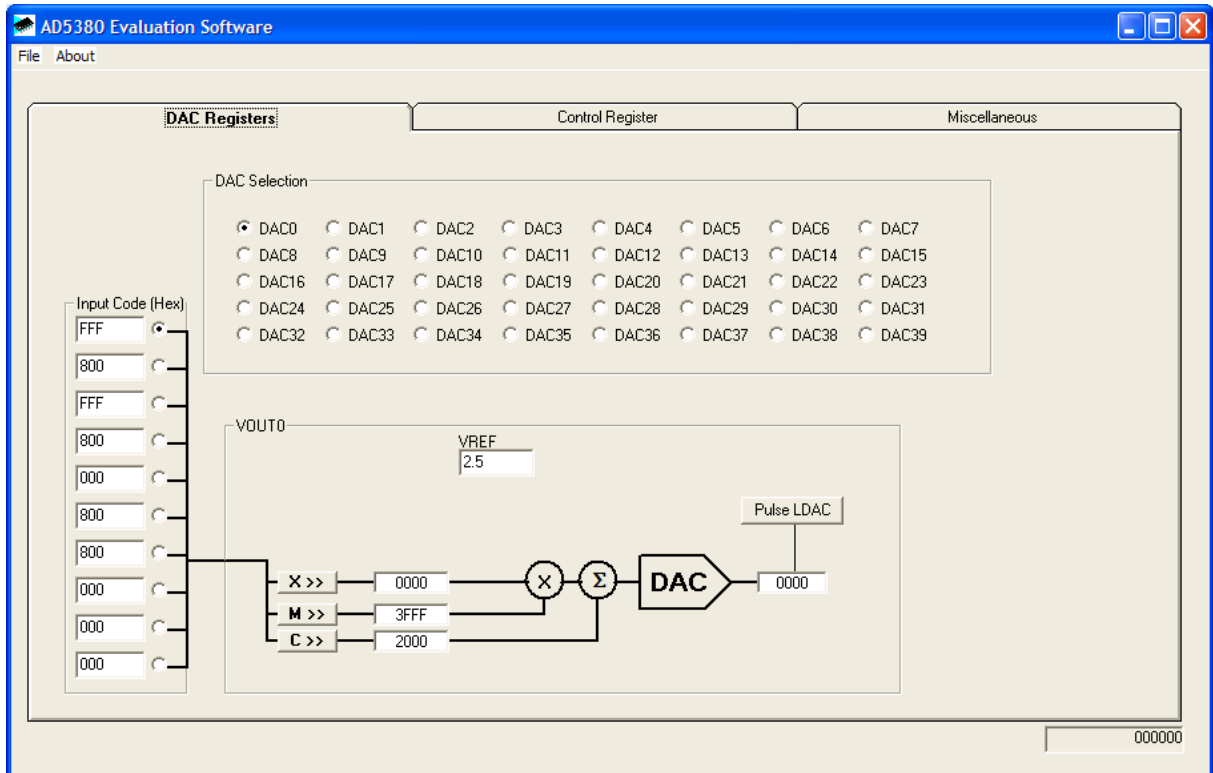 AD5380 Evaluation Software
File About
DAC Registers Control Register Miscellaneous
DAC Selection
DAC0 DAC1 DAC2 DAC3 DAC4 DAC5 DAC6 DAC7
DAC8 DAC9 DAC10 DAC11 DAC12 DAC13 DAC14 DAC15
DAC16 DAC17 DAC18 DAC19 DAC20 DAC21 DAC22 DAC23
DAC24 DAC25 DAC26 DAC27 DAC28 DAC29 DAC30 DAC31
DAC32 DAC33 DAC34 DAC35 DAC36 DAC37 DAC38 DAC39
Input Code (Hex)
FFF
800
FFF
800
000
800
800
000
000
000
VOUT0
VREF
2.5
Pulse LDAC
X >> 0000 X Σ DAC 0000
M >> 3FFF
C >> 2000
000000